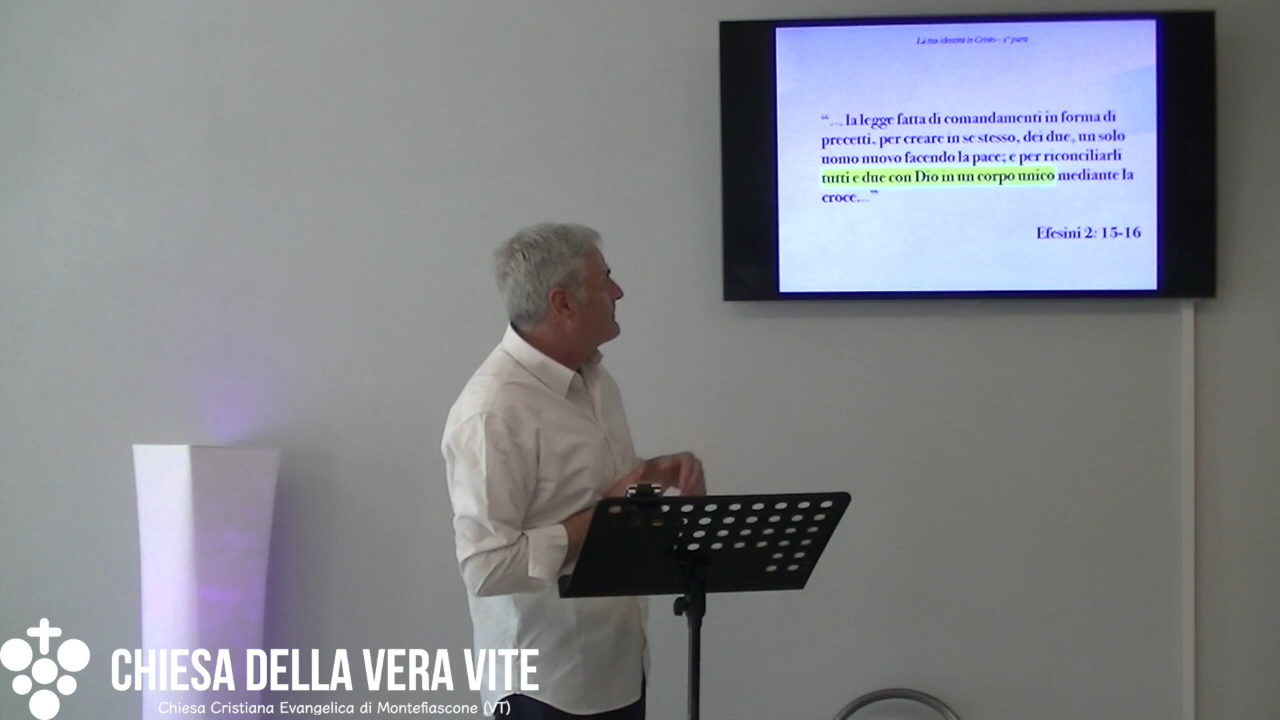 La tua identità in Cristo - 2° parte
“... la legge fatta di comandamenti in forma di
precetti, per creare in se stesso, dei due, un solo
uomo nuovo facendo la pace; e per riconciliarli
tutti e due con Dio in un corpo unico mediante la
croce...”
Efesini 2: 15-16
CHIESA DELLA VERA VITE
Chiesa Cristiana Evangelica di Montefiascone (VT)